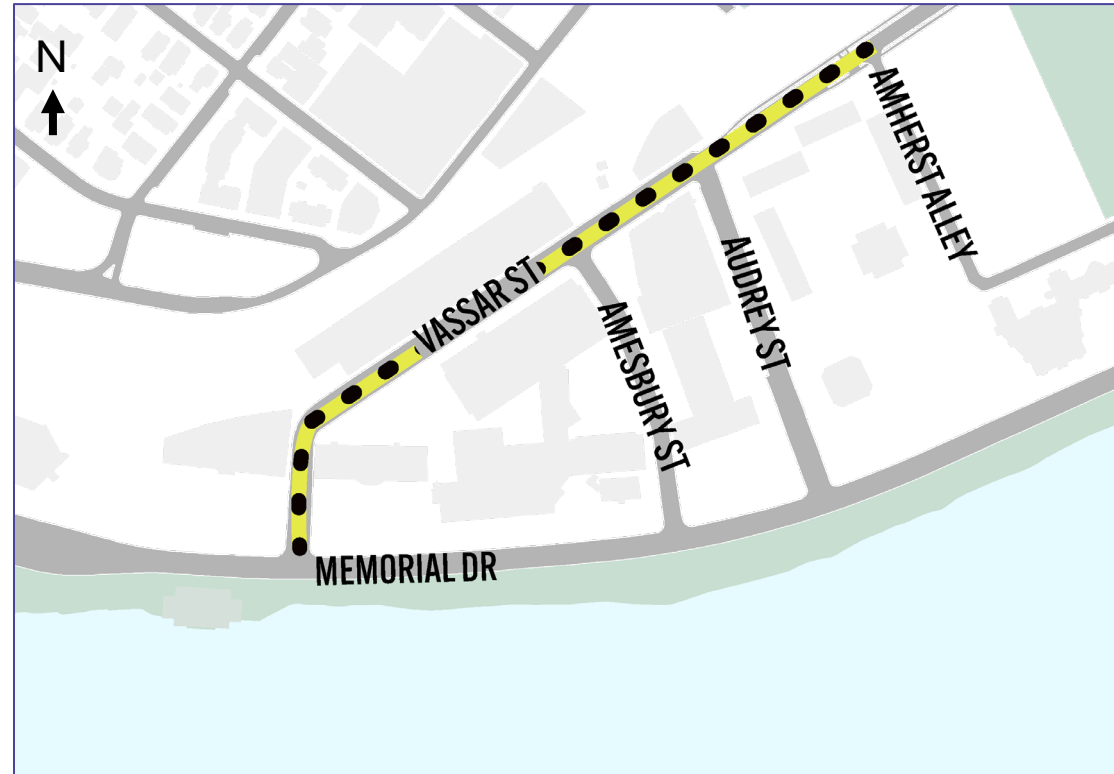 N
AMHERST ALLEY
AUDREY ST
VASSAR ST
AMESBURY ST
MEMORIAL DR